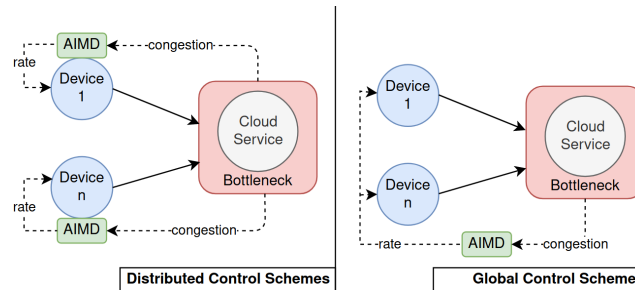 AIMD
congestion
rate
Device
1
Cloud
Service
Device
n
Bottleneck
rate
AIMD
congestion
Distributed Control Schemes
Device
1
Cloud
Service
Device
n
Bottleneck
rate
AIMD
congestion
Global Control Scheme